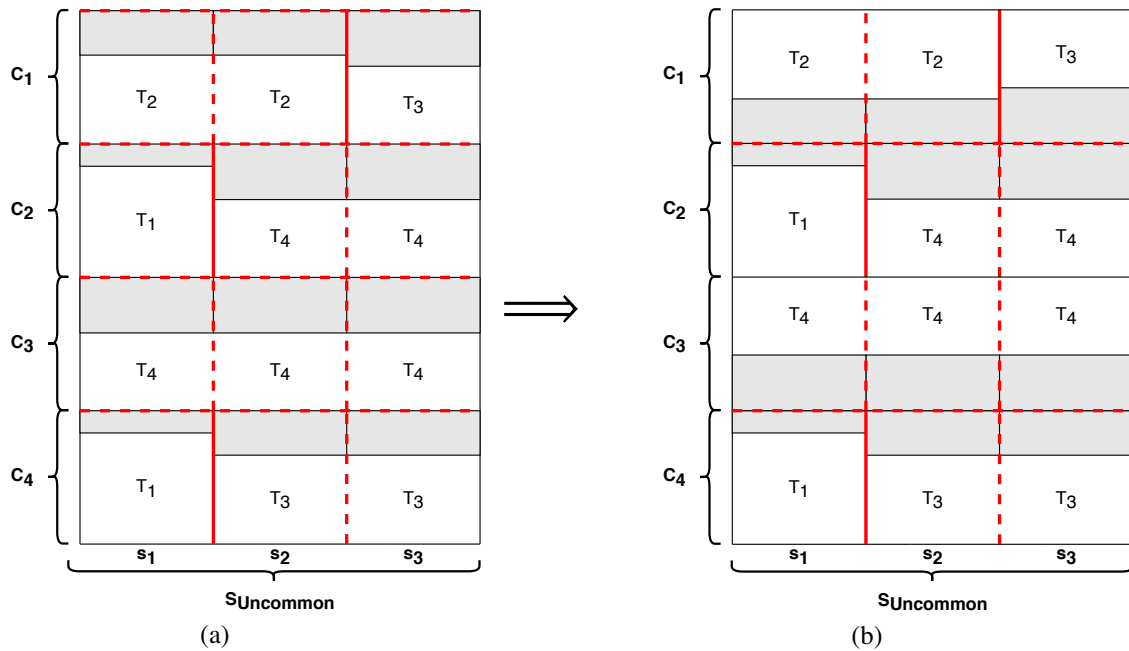 C1 T2 T2 T3
C2 T1 T4 T4
C3 T4 T4 T4
C4 T1 T3 T3
s1 s2 s3
SUncommon
(a)
C1 T2 T2 T3
C2 T1 T4 T4
C3 T4 T4 T4
C4 T1 T3 T3
s1 s2 s3
SUncommon
(b)